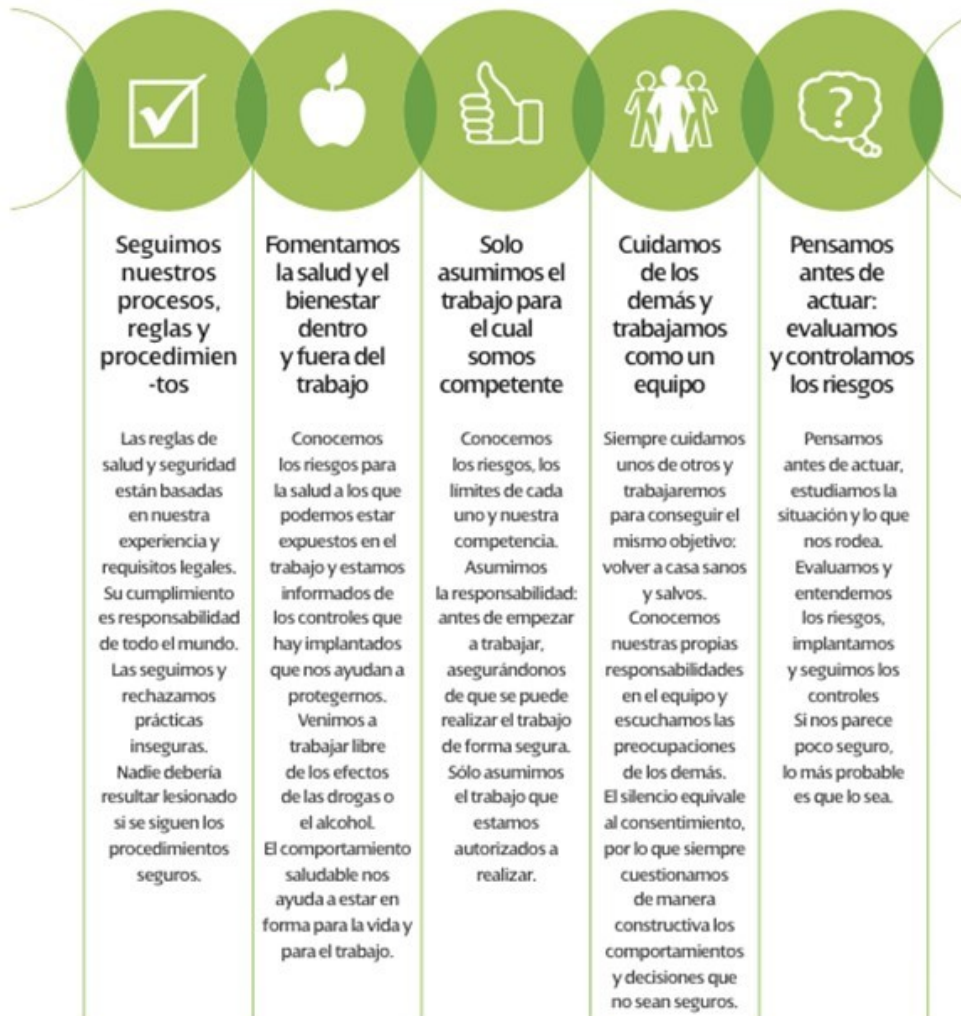 ?
Seguimos
nuestros
procesos,
reglas y
procedimien
-tos
Las reglas de
salud y seguridad
están basadas
en nuestra
experiencia y
requisitos legales.
Su cumplimiento
es responsabilidad
de todo el mundo.
Las seguimos y
rechazamos
prácticas
inseguras.
Nadie debería
resultar lesionado
si se siguen los
procedimientos
seguros.
Fomentamos
la salud y el
bienestar
dentro
y fuera del
trabajo
Conocemos
los riesgos para
la salud a los que
podemos estar
expuestos en el
trabajo y estamos
informados de
los controles que
hay implantados
que nos ayudan a
protegernos.
Venimos a
trabajar libre
de los efectos
de las drogas o
el alcohol.
El comportamiento
saludable nos
ayuda a estar en
forma para la vida y
para el trabajo.
Solo
asumimos el
trabajo para
el cual
somos
competente
Conocemos
los riesgos, los
límites de cada
uno y nuestra
competencia.
Asumimos
la responsabilidad:
antes de empezar
a trabajar,
asegurándonos
de que se puede
realizar el trabajo
de forma segura.
Sólo asumimos
el trabajo que
estamos
autorizados a
realizar.
Cuidamos
de los
demás y
trabajamos
como un
equipo
Siempre cuidamos
unos de otros y
trabajaremos
para conseguir el
mismo objetivo:
volver a casa sanos
y salvos.
Conocemos
nuestras propias
responsabilidades
en el equipo y
escuchamos las
preocupaciones
de los demás.
El silencio equivale
al consentimiento,
por lo que siempre
cuestionamos
de manera
constructiva los
comportamientos
y decisiones que
no sean seguros.
Pensamos
antes de
actuar:
evaluamos
y controlamos
los riesgos
Pensamos
antes de actuar,
estudiamos la
situación y lo que
nos rodea.
Evaluamos y
entendemos
los riesgos,
implantamos
y seguimos los
controles
Si nos parece
poco seguro,
lo más probable
es que lo sea.